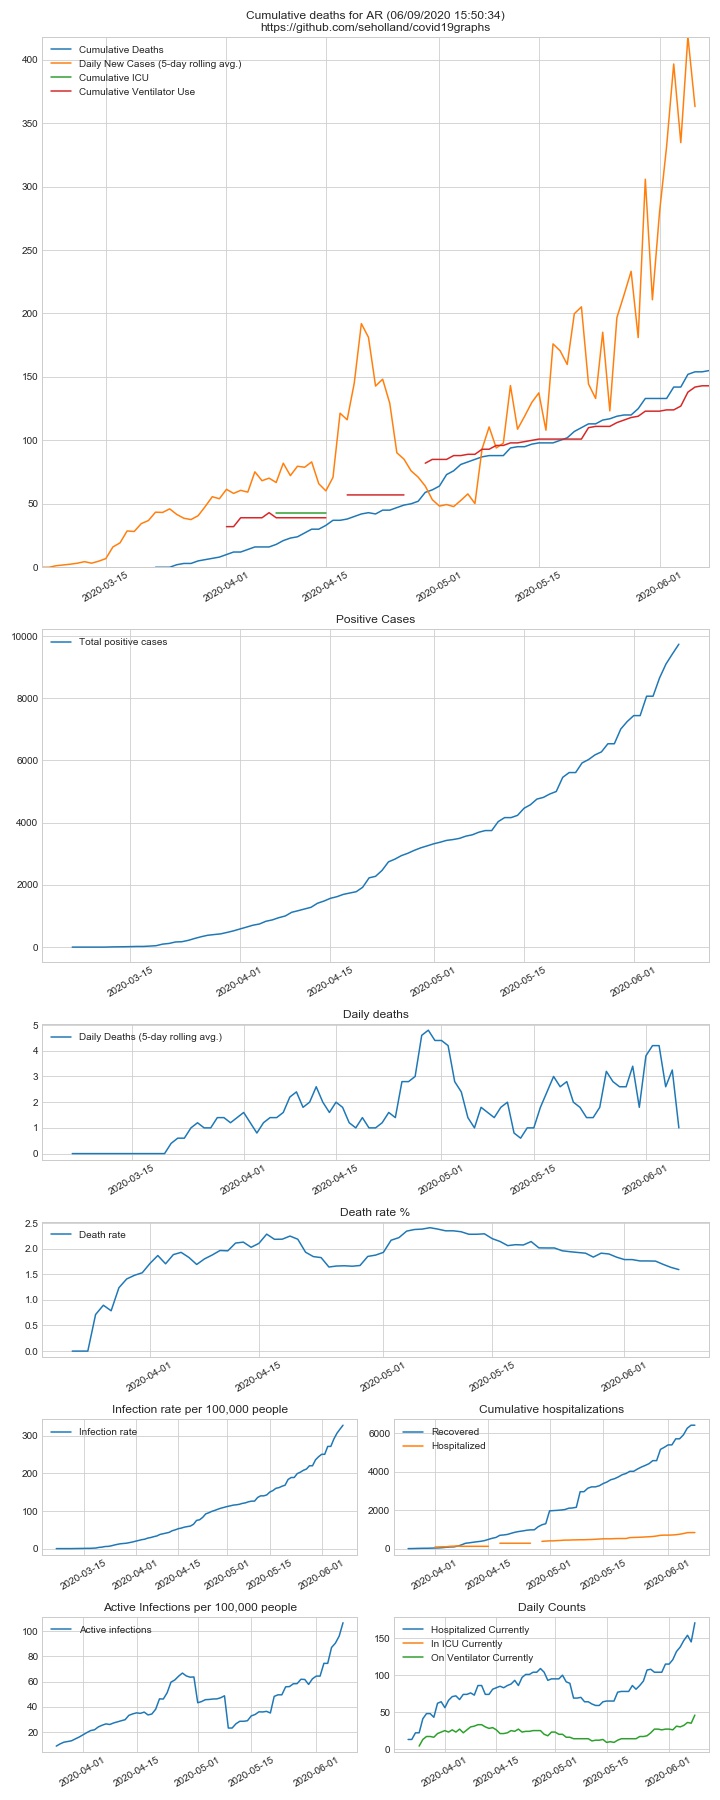 Cumulative deaths for AR (06/09/2020 15:50:34)
https://github.com/seholland/covid19graphs
Cumulative Deaths
Daily New Cases (5-day rolling avg.)
Cumulative ICU
Cumulative Ventilator Use
400
350
300
250
200
150
100
50
0
2020-03-15 2020-04-01 2020-04-15 2020-05-01 2020-05-15 2020-06-01
Positive Cases
Total positive cases
10000
8000
6000
4000
2000
0
2020-03-15 2020-04-01 2020-04-15 2020-05-01 2020-05-15 2020-06-01
Daily deaths
Daily Deaths (5-day rolling avg.)
5
4
3
2
1
0
2020-03-15 2020-04-01 2020-04-15 2020-05-01 2020-05-15 2020-06-01
Death rate %
Death rate
2.5
2.0
1.5
1.0
0.5
0.0
2020-04-01 2020-04-15 2020-05-01 2020-05-15 2020-06-01
Infection rate per 100,000 people
Infection rate
300
200
100
0
2020-03-15 2020-04-01 2020-04-15 2020-05-01 2020-05-15 2020-06-01
Cumulative hospitalizations
Recovered
Hospitalized
6000
4000
2000
0
2020-04-01 2020-04-15 2020-05-01 2020-05-15 2020-06-01
Active Infections per 100,000 people
Active infections
100
80
60
40
20
2020-04-01 2020-04-15 2020-05-01 2020-05-15 2020-06-01
Daily Counts
Hospitalized Currently
In ICU Currently
On Ventilator Currently
150
100
50
0
2020-04-01 2020-04-15 2020-05-01 2020-05-15 2020-06-01